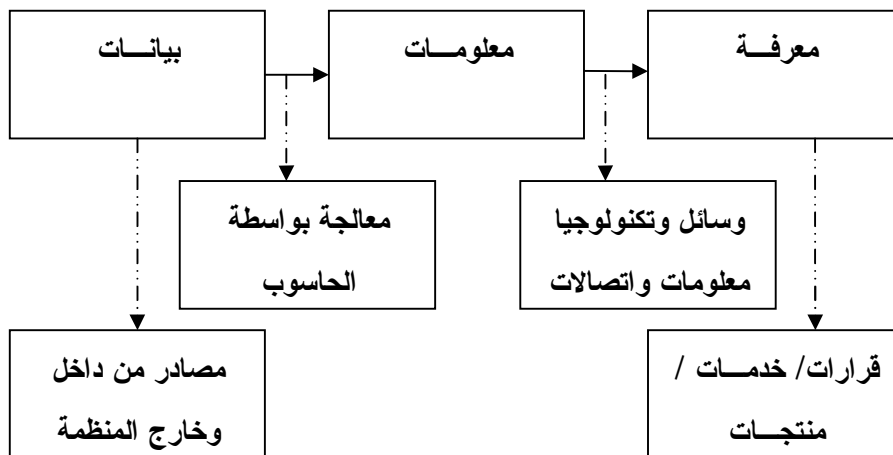 بيانـــات
معلومـــات
معرفـــة
معالجة بواسطة
الحاسوب
وسائل وتكنولوجيا
معلومات واتصالات
مصادر من داخل
وخارج المنظمة
قرارات/ خدمـــات /
منتجـــات